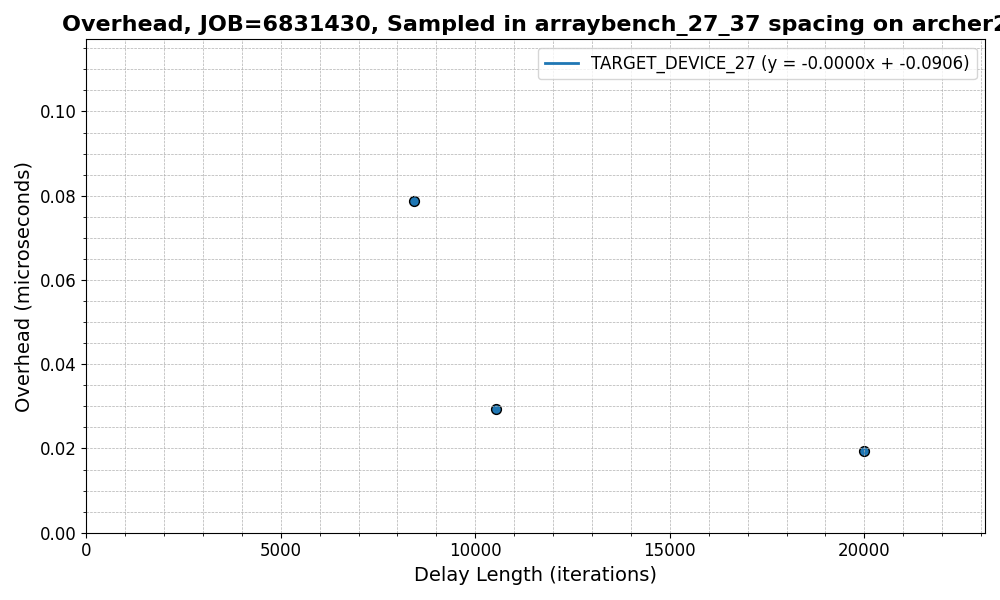 Overhead, JOB=6831430, Sampled in arraybench_27_37 spacing on archer2
TARGET_DEVICE_27 (y = -0.0000x + -0.0906)
Overhead (microseconds)
0.10
0.08
0.06
0.04
0.02
0.00
0 5000 10000 15000 20000
Delay Length (iterations)